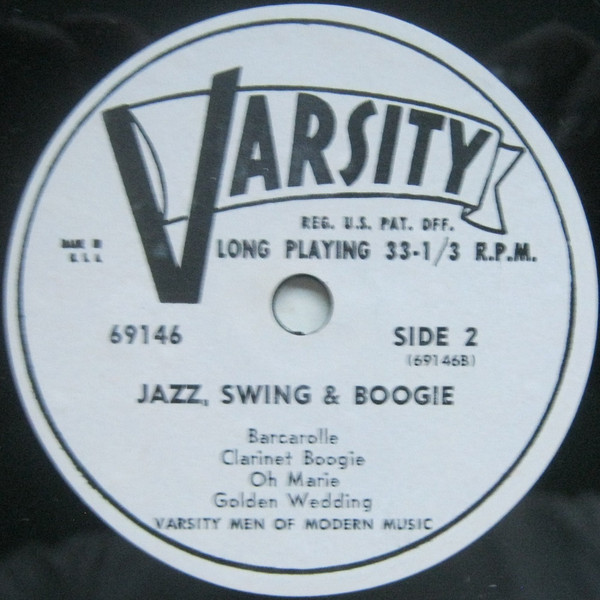 VARSITY
REG. U.S. PAT. OFF.
LONG PLAYING 33-1/3 R.P.M.
69146
SIDE 2
(69146B)
JAZZ, SWING & BOOGIE
Barcarolle
Clarinet Boogie
Oh Marie
Golden Wedding
VARSITY MEN OF MODERN MUSIC